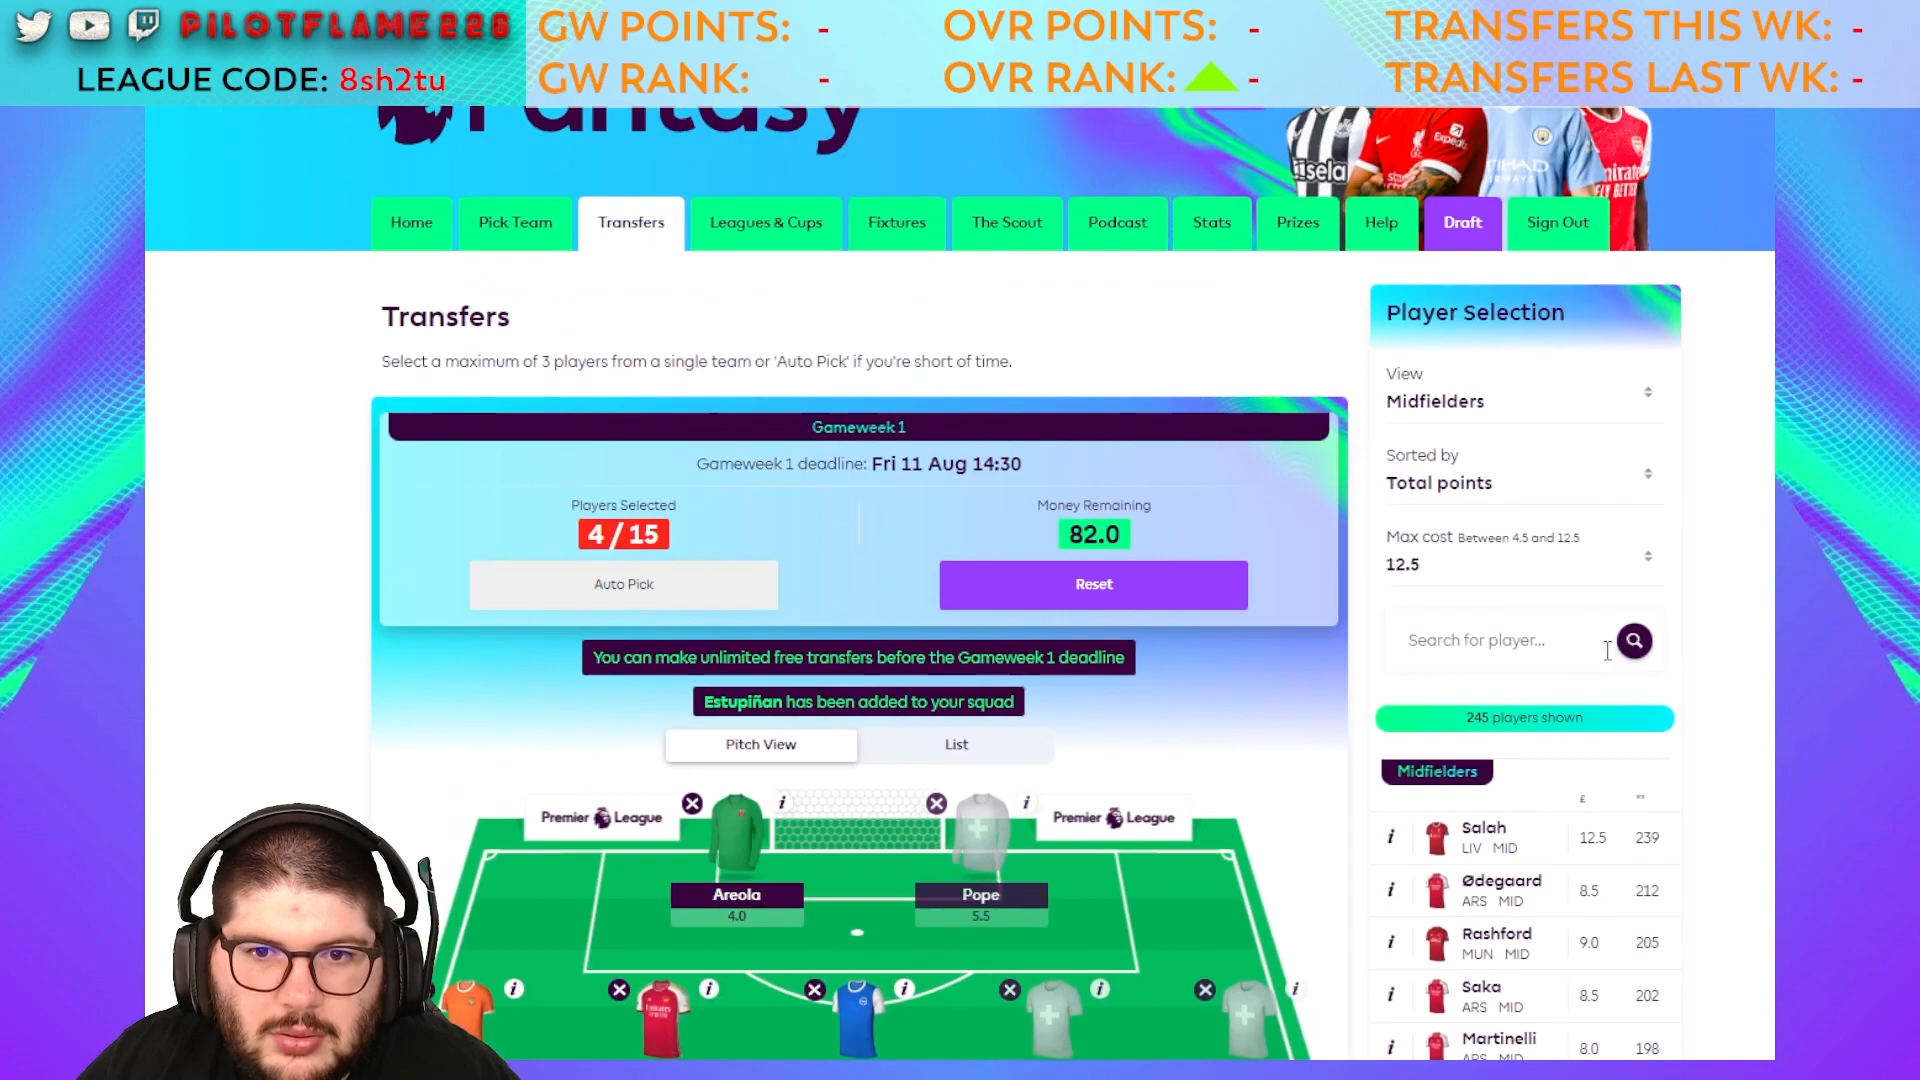 PILOTFLAME228
LEAGUE CODE: 8sh2tu
GW POINTS: -
GW RANK: -
OVR POINTS: -
OVR RANK: -
TRANSFERS THIS WK: -
TRANSFERS LAST WK: -
Fantasy
Home
Pick Team
Transfers
Leagues & Cups
Fixtures
The Scout
Podcast
Stats
Prizes
Help
Draft
Sign Out
Transfers
Select a maximum of 3 players from a single team or 'Auto Pick' if you're short of time.
Gameweek 1
Gameweek 1 deadline: Fri 11 Aug 14:30
Players Selected
4 / 15
Money Remaining
82.0
Auto Pick
Reset
You can make unlimited free transfers before the Gameweek 1 deadline
Estupiñan has been added to your squad
Pitch View
List
Premier League
Premier League
Areola
4.0
Pope
5.5
Player Selection
View
Midfielders
Sorted by
Total points
Max cost Between 4.5 and 12.5
12.5
Search for player...
245 players shown
Midfielders
£ **
Salah 12.5 239
LIV MID
Ødegaard 8.5 212
ARS MID
Rashford 9.0 205
MUN MID
Saka 8.5 202
ARS MID
Martinelli 8.0 198
ARS MID